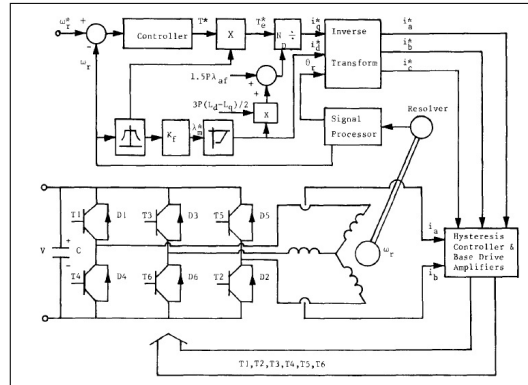 ω*r + Controller T* X T*e N ÷ D i*q Inverse Transform i*a
- i*d i*b
ωr θr i*c
1.5Pλaf + +
3P(Ld-Lq)/2 X
Kf λ*m
Signal Processor
Resolver
T1 D1 T3 D3 T5 D5
V + - C
T4 D4 T6 D6 T2 D2
ωr
ia
ib
Hysteresis
Controller &
Base Drive
Amplifiers
T1,T2,T3,T4,T5,T6